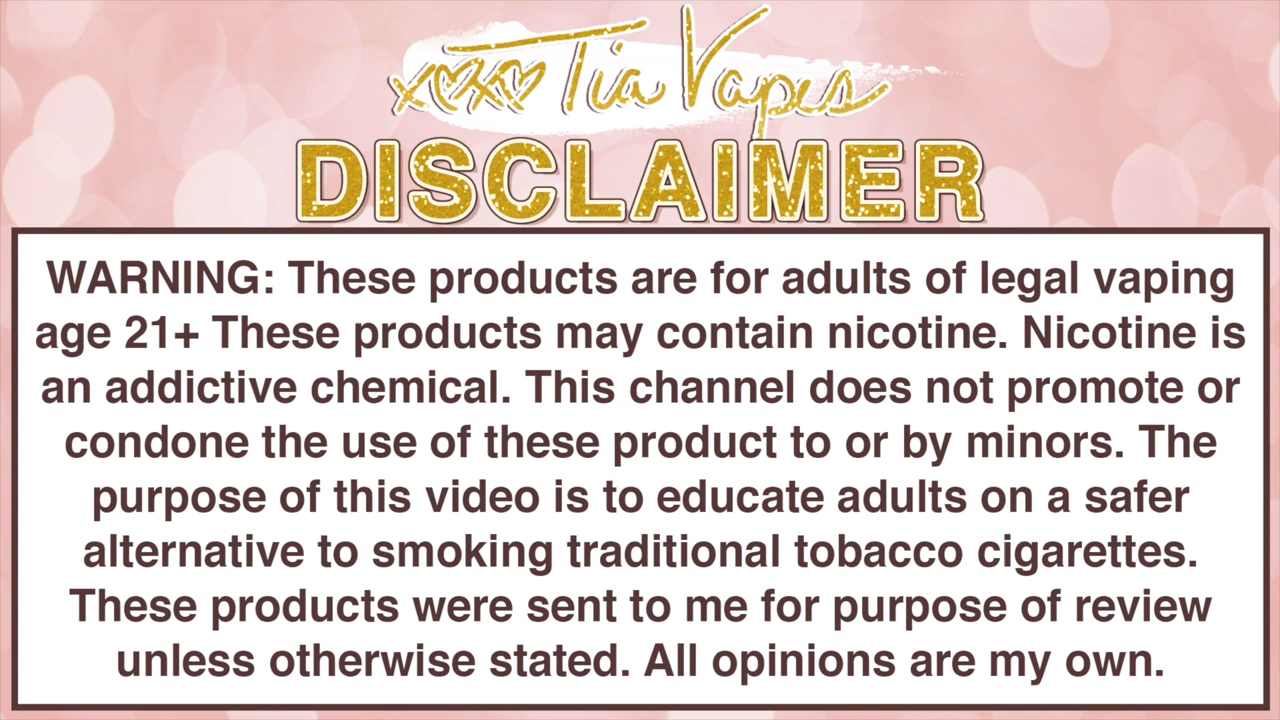 xoxo Tia Vapes
DISCLAIMER
WARNING: These products are for adults of legal vaping
age 21+ These products may contain nicotine. Nicotine is
an addictive chemical. This channel does not promote or
condone the use of these product to or by minors. The
purpose of this video is to educate adults on a safer
alternative to smoking traditional tobacco cigarettes.
These products were sent to me for purpose of review
unless otherwise stated. All opinions are my own.